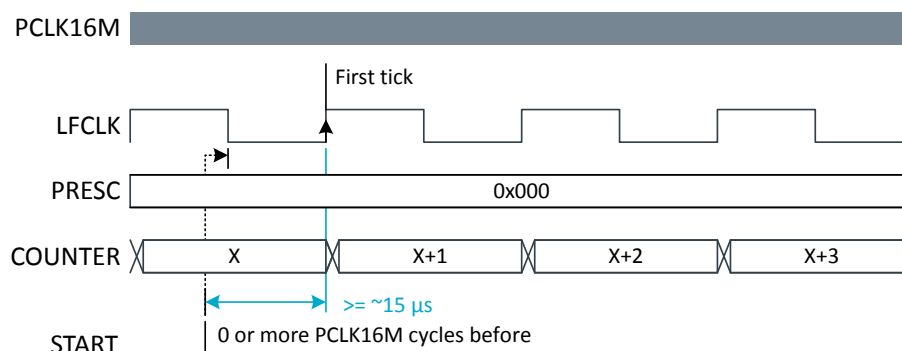 PCLK16M
First tick
LFCLK
PRESC
0x000
COUNTER
X
X+1
X+2
X+3
>= ~15 μs
0 or more PCLK16M cycles before
START